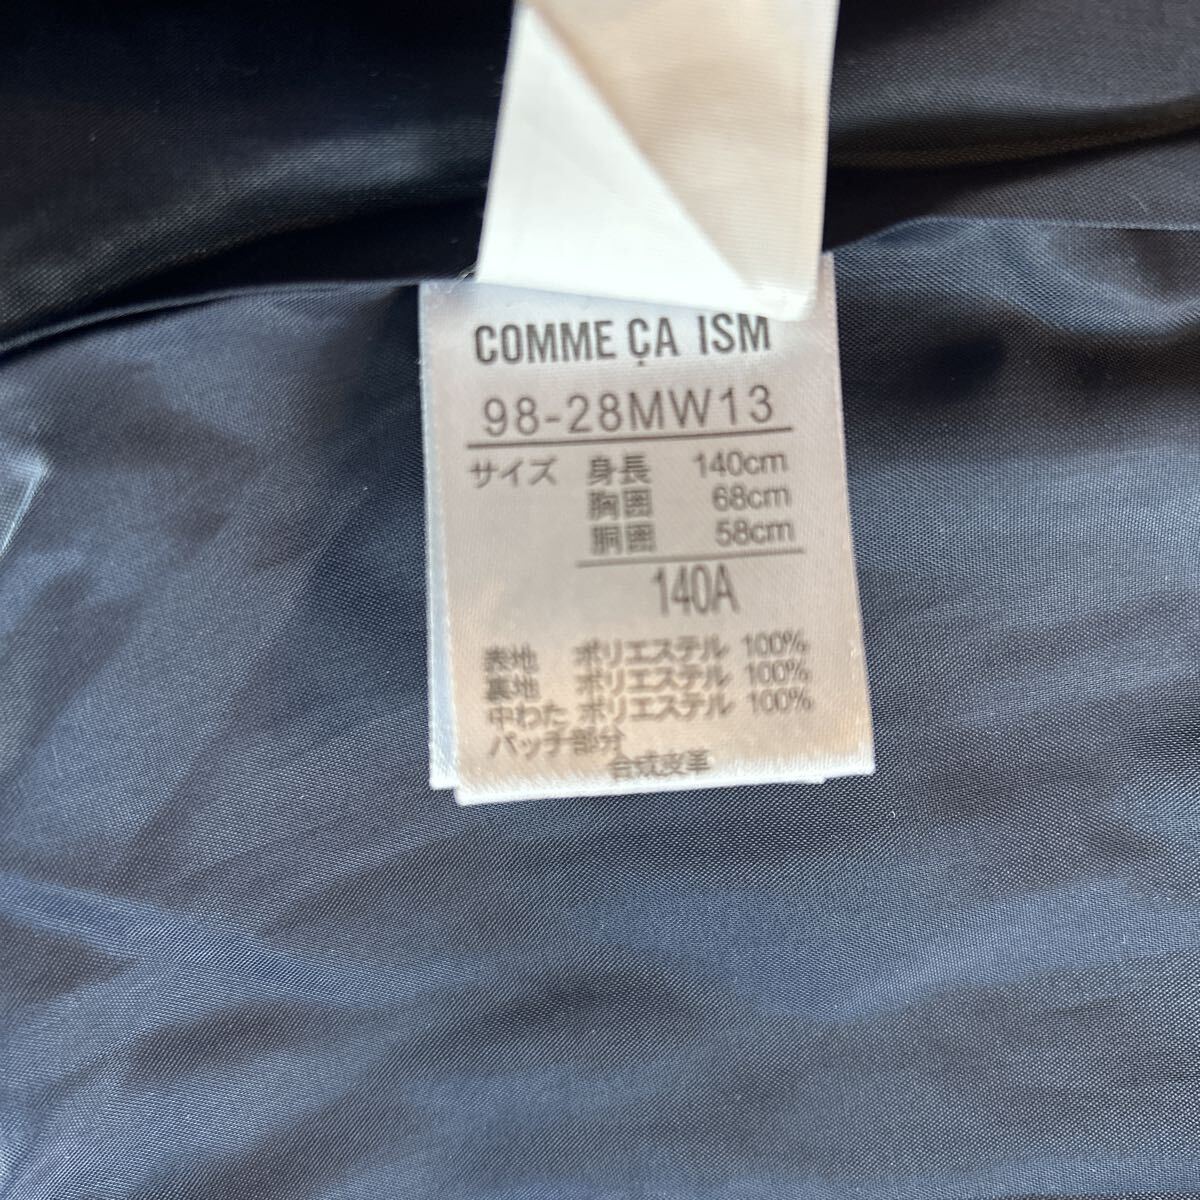 COMME ÇA ISM
98-28MW13
サイズ 身長 140cm
胸囲 68cm
胴囲 58cm
140A
表地 ポリエステル 100%
裏地 ポリエステル 100%
中わた ポリエステル 100%
パッチ部分
合成皮革